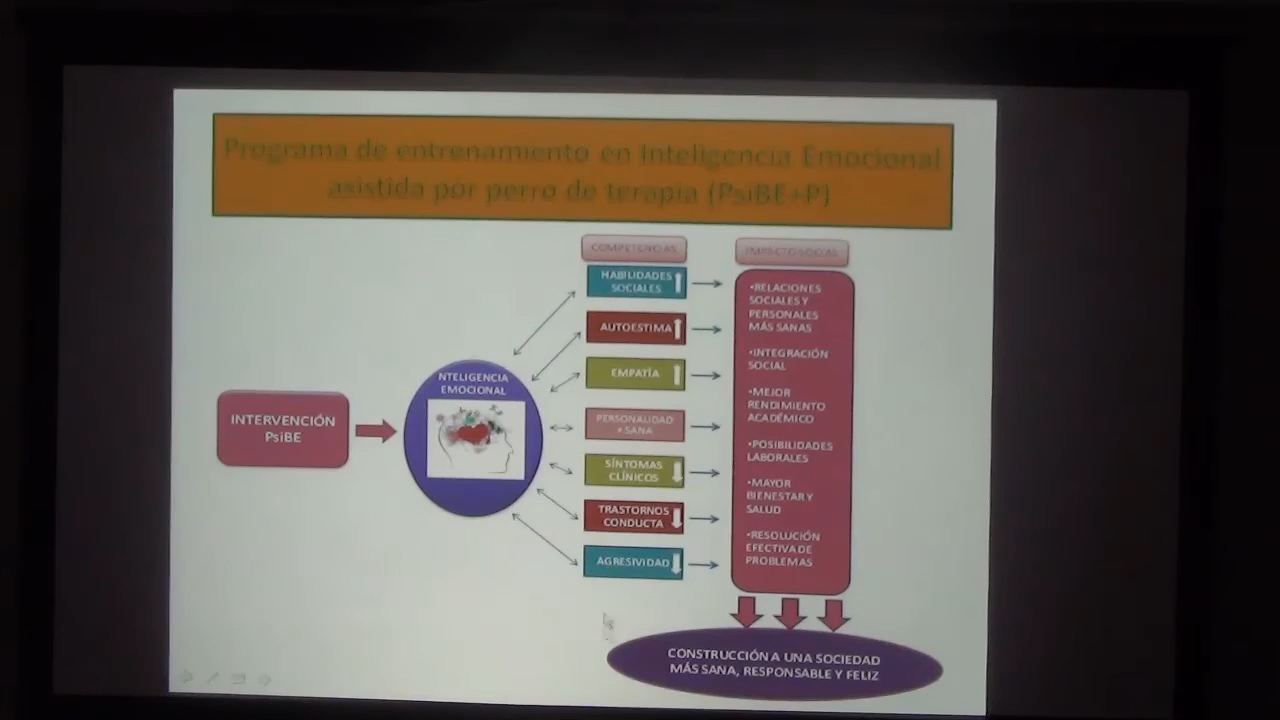 Programa de entrenamiento en Inteligencia Emocional
asistida por perro de terapia (PsiBE+P)
COMPETENCIAS
IMPACTO SOCIAL
HABILIDADES
SOCIALES
AUTOESTIMA
EMPATÍA
PERSONALIDAD
+ SANA
SÍNTOMAS
CLÍNICOS
TRASTORNOS
CONDUCTA
AGRESIVIDAD
INTERVENCIÓN
PsiBE
NTELIGENCIA
EMOCIONAL
•RELACIONES
SOCIALES Y
PERSONALES
MÁS SANAS
•INTEGRACIÓN
SOCIAL
•MEJOR
RENDIMIENTO
ACADÉMICO
•POSIBILIDADES
LABORALES
•MAYOR
BIENESTAR Y
SALUD
•RESOLUCIÓN
EFECTIVA DE
PROBLEMAS
CONSTRUCCIÓN A UNA SOCIEDAD
MÁS SANA, RESPONSABLE Y FELIZ